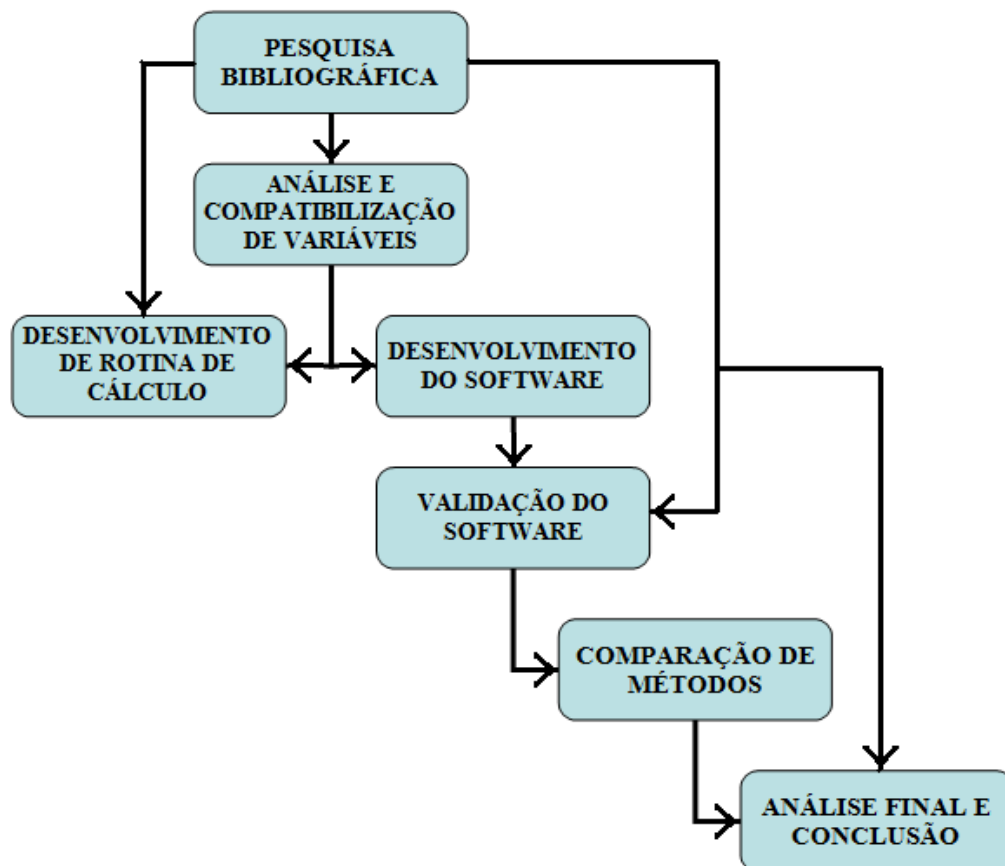 PESQUISA
BIBLIOGRÁFICA
ANÁLISE E
COMPATIBILIZAÇÃO
DE VARIÁVEIS
DESENVOLVIMENTO
DE ROTINA DE
CÁLCULO
DESENVOLVIMENTO
DO SOFTWARE
VALIDAÇÃO DO
SOFTWARE
COMPARAÇÃO DE
MÉTODOS
ANÁLISE FINAL E
CONCLUSÃO